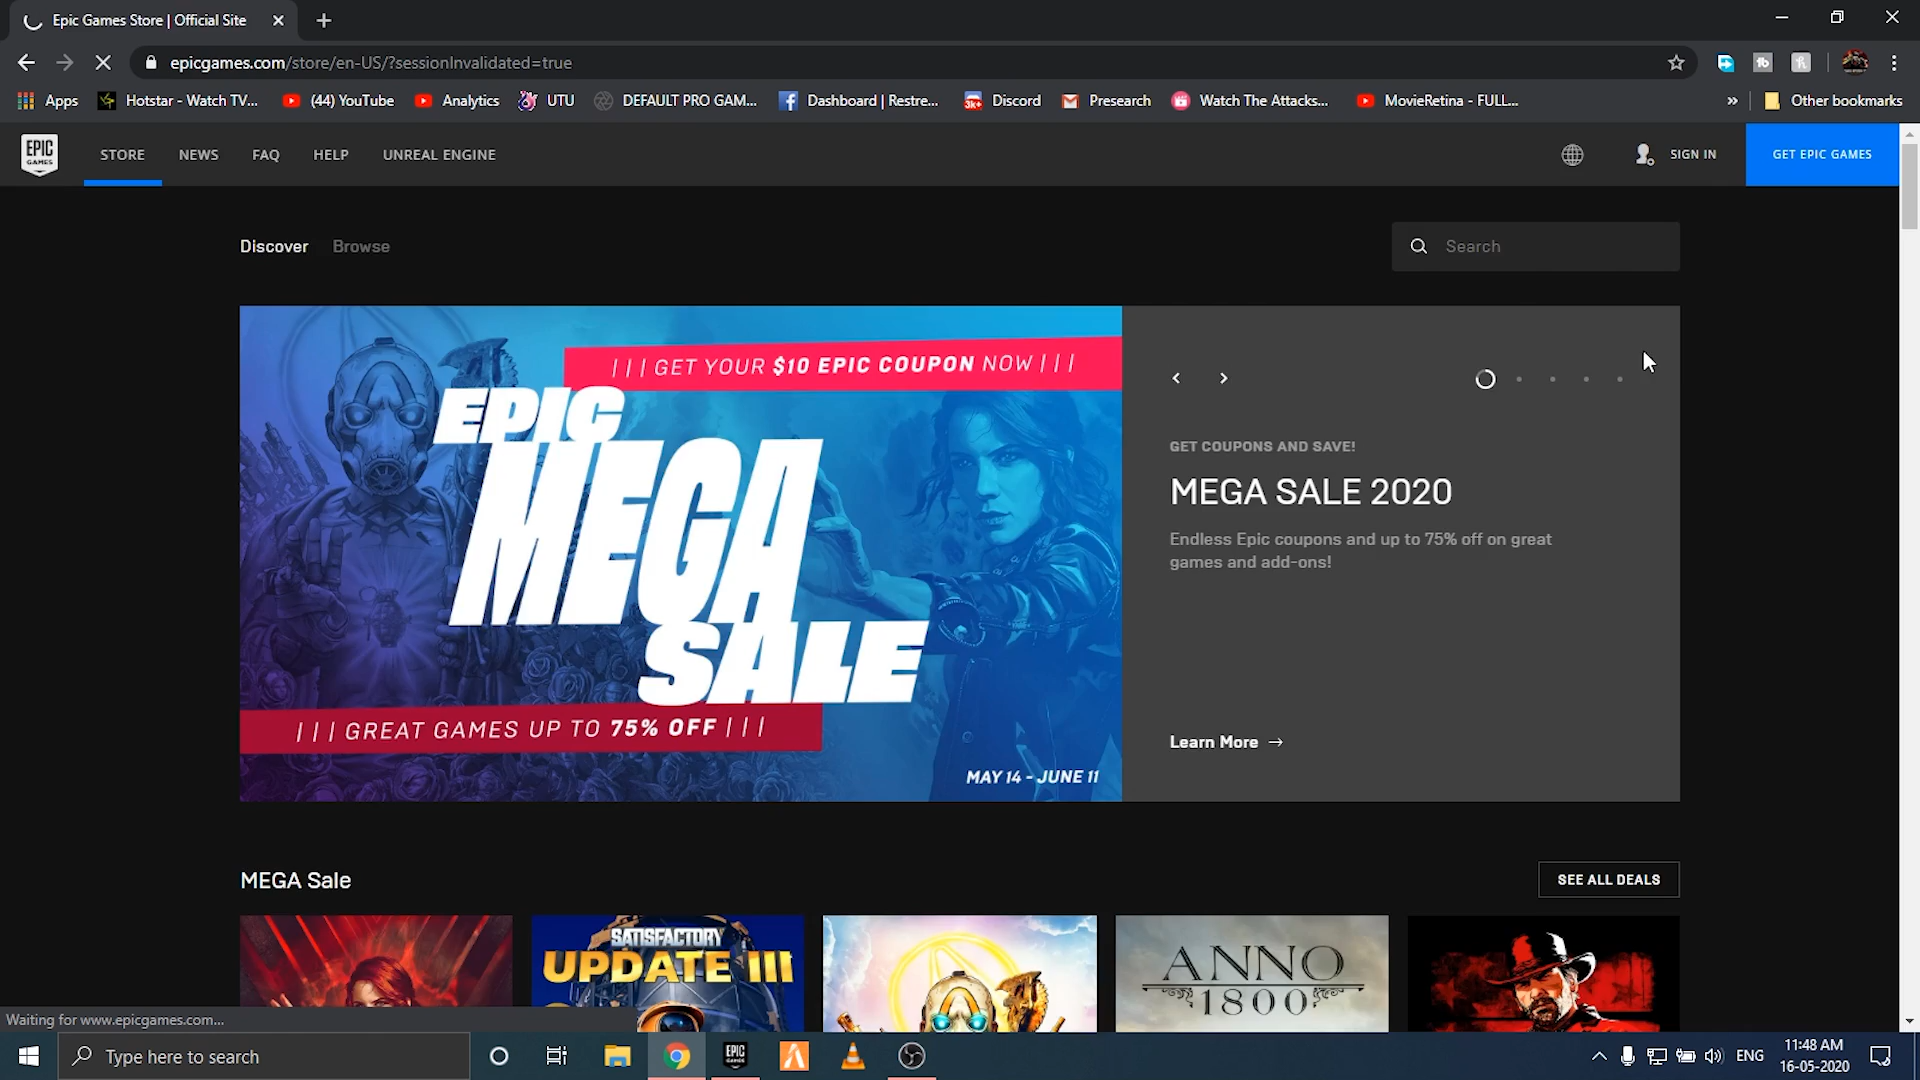 Epic Games Store | Official Site
epicgames.com/store/en-US/?sessionInvalidated=true
Apps
Hotstar - Watch TV...
(44) YouTube
Analytics
UTU
DEFAULT PRO GAM...
Dashboard | Restre...
3K+
Discord
Presearch
Watch The Attacks...
MovieRetina - FULL...
»
Other bookmarks
EPIC
GAMES
STORE
NEWS
FAQ
HELP
UNREAL ENGINE
SIGN IN
GET EPIC GAMES
Discover
Browse
Search
||| GET YOUR $10 EPIC COUPON NOW |||
EPIC
MEGA
SALE
||| GREAT GAMES UP TO 75% OFF |||
MAY 14 - JUNE 11
GET COUPONS AND SAVE!
MEGA SALE 2020
Endless Epic coupons and up to 75% off on great
games and add-ons!
Learn More →
MEGA Sale
SEE ALL DEALS
SATISFACTORY
UPDATE III
ANNO
1800
Waiting for www.epicgames.com...
Type here to search
EPIC
GAMES
ENG
11:48 AM
16-05-2020